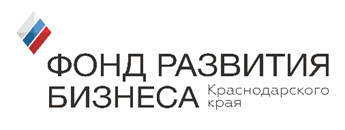 ФОНД РАЗВИТИЯ
БИЗНЕСА Краснодарского
края